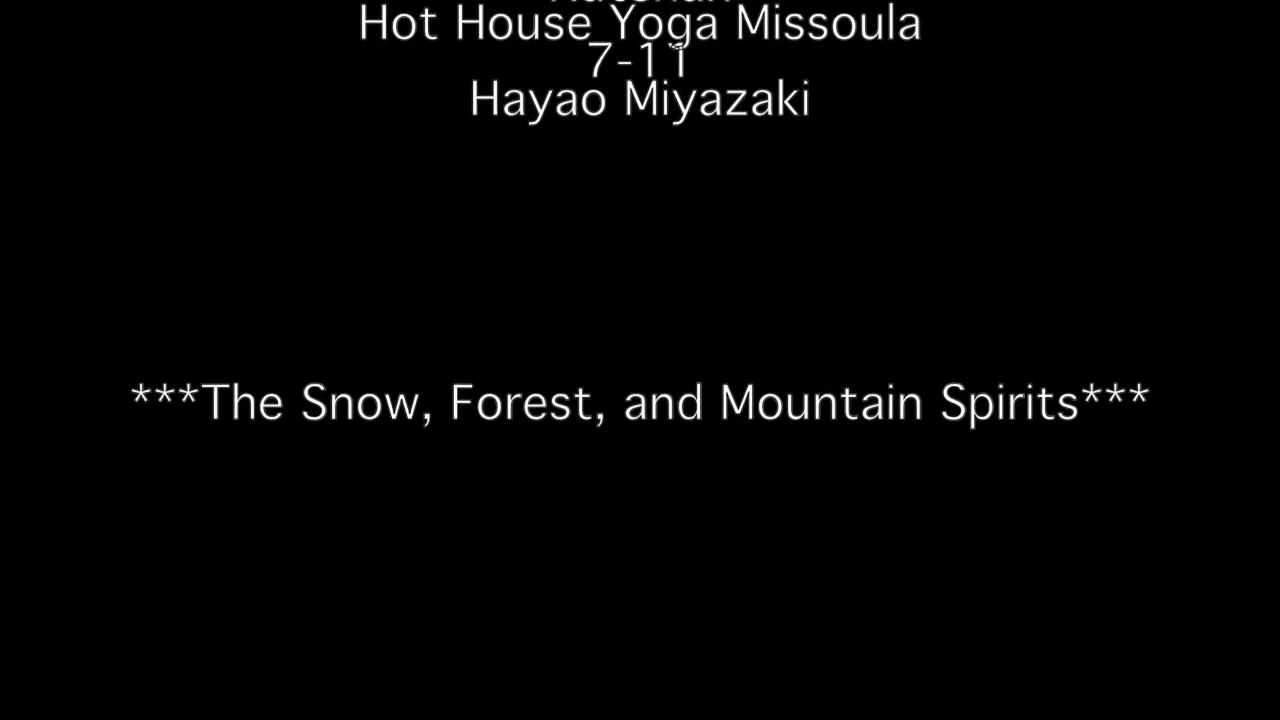 Hot House Yoga Missoula
7-11
Hayao Miyazaki
***The Snow, Forest, and Mountain Spirits***